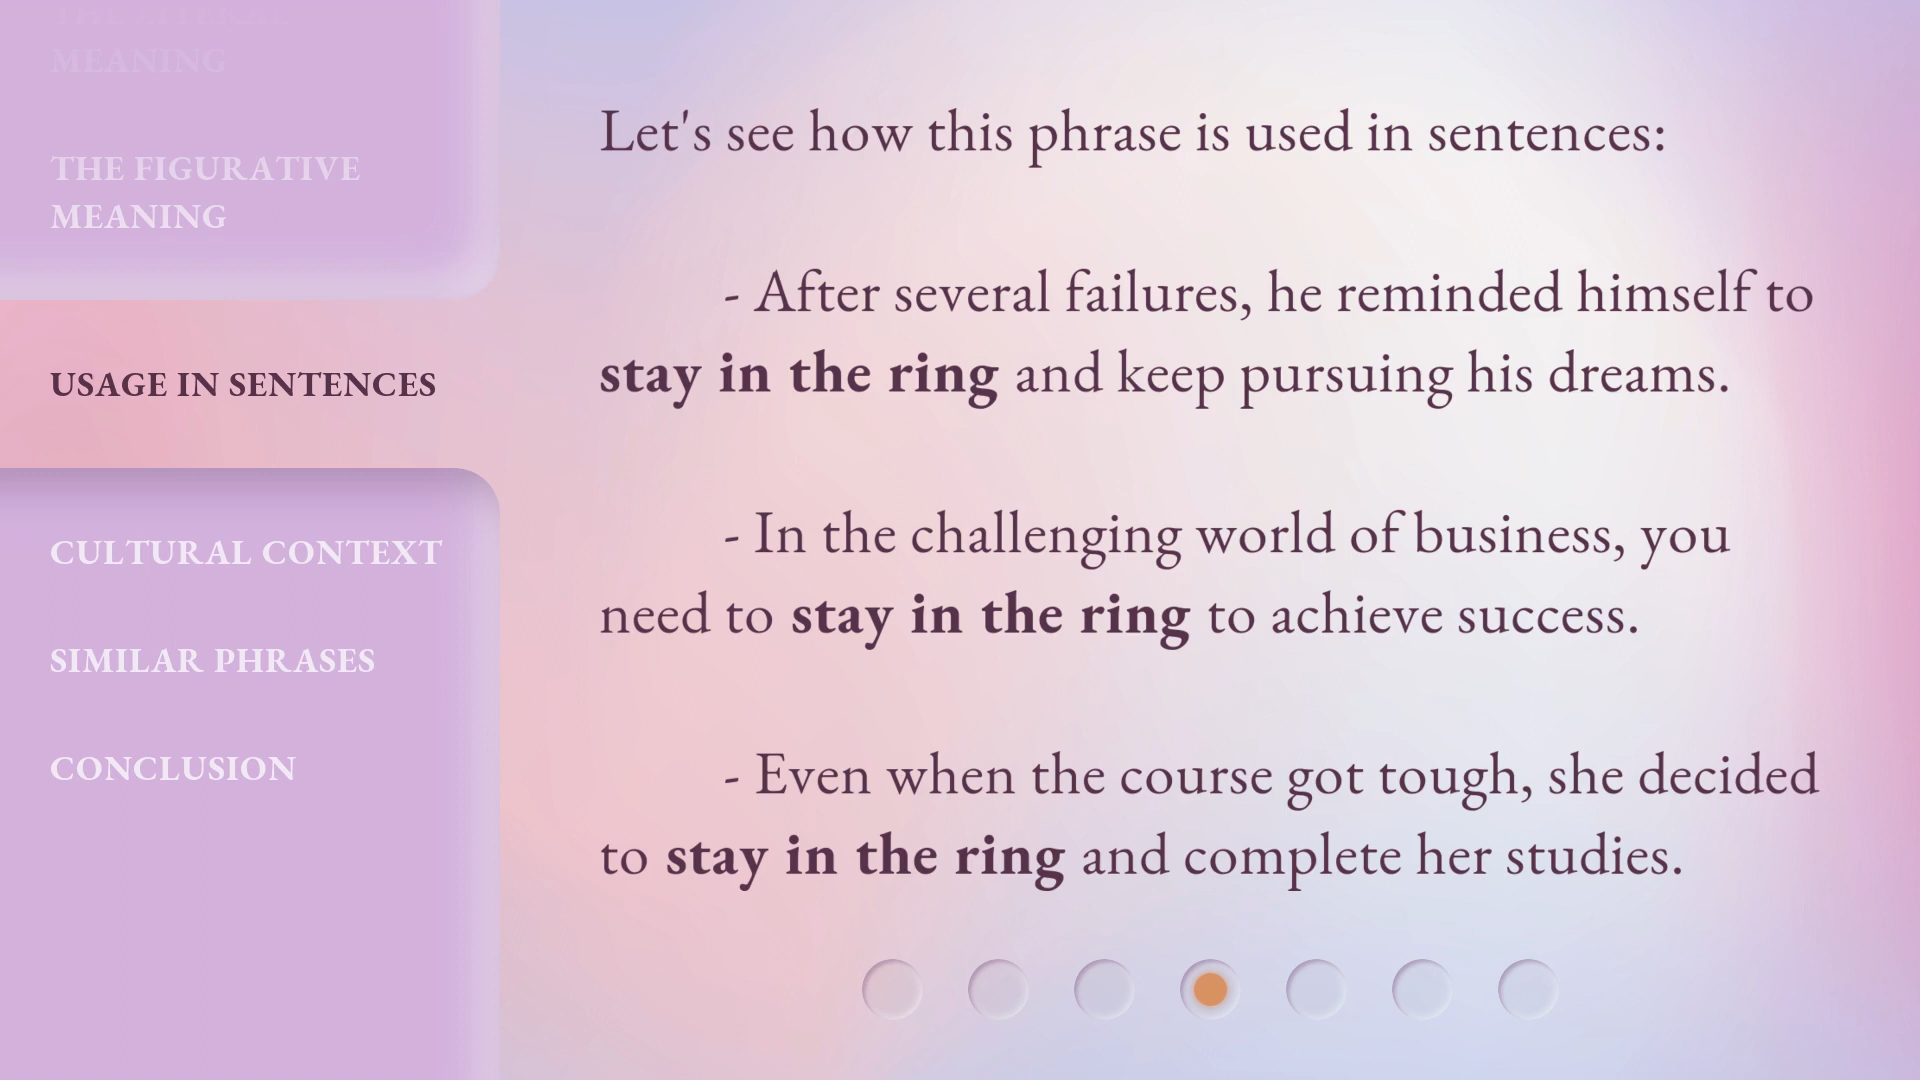 MEANING
THE FIGURATIVE
MEANING
USAGE IN SENTENCES
CULTURAL CONTEXT
SIMILAR PHRASES
CONCLUSION
Let's see how this phrase is used in sentences:
- After several failures, he reminded himself to
stay in the ring and keep pursuing his dreams.
- In the challenging world of business, you
need to stay in the ring to achieve success.
- Even when the course got tough, she decided
to stay in the ring and complete her studies.